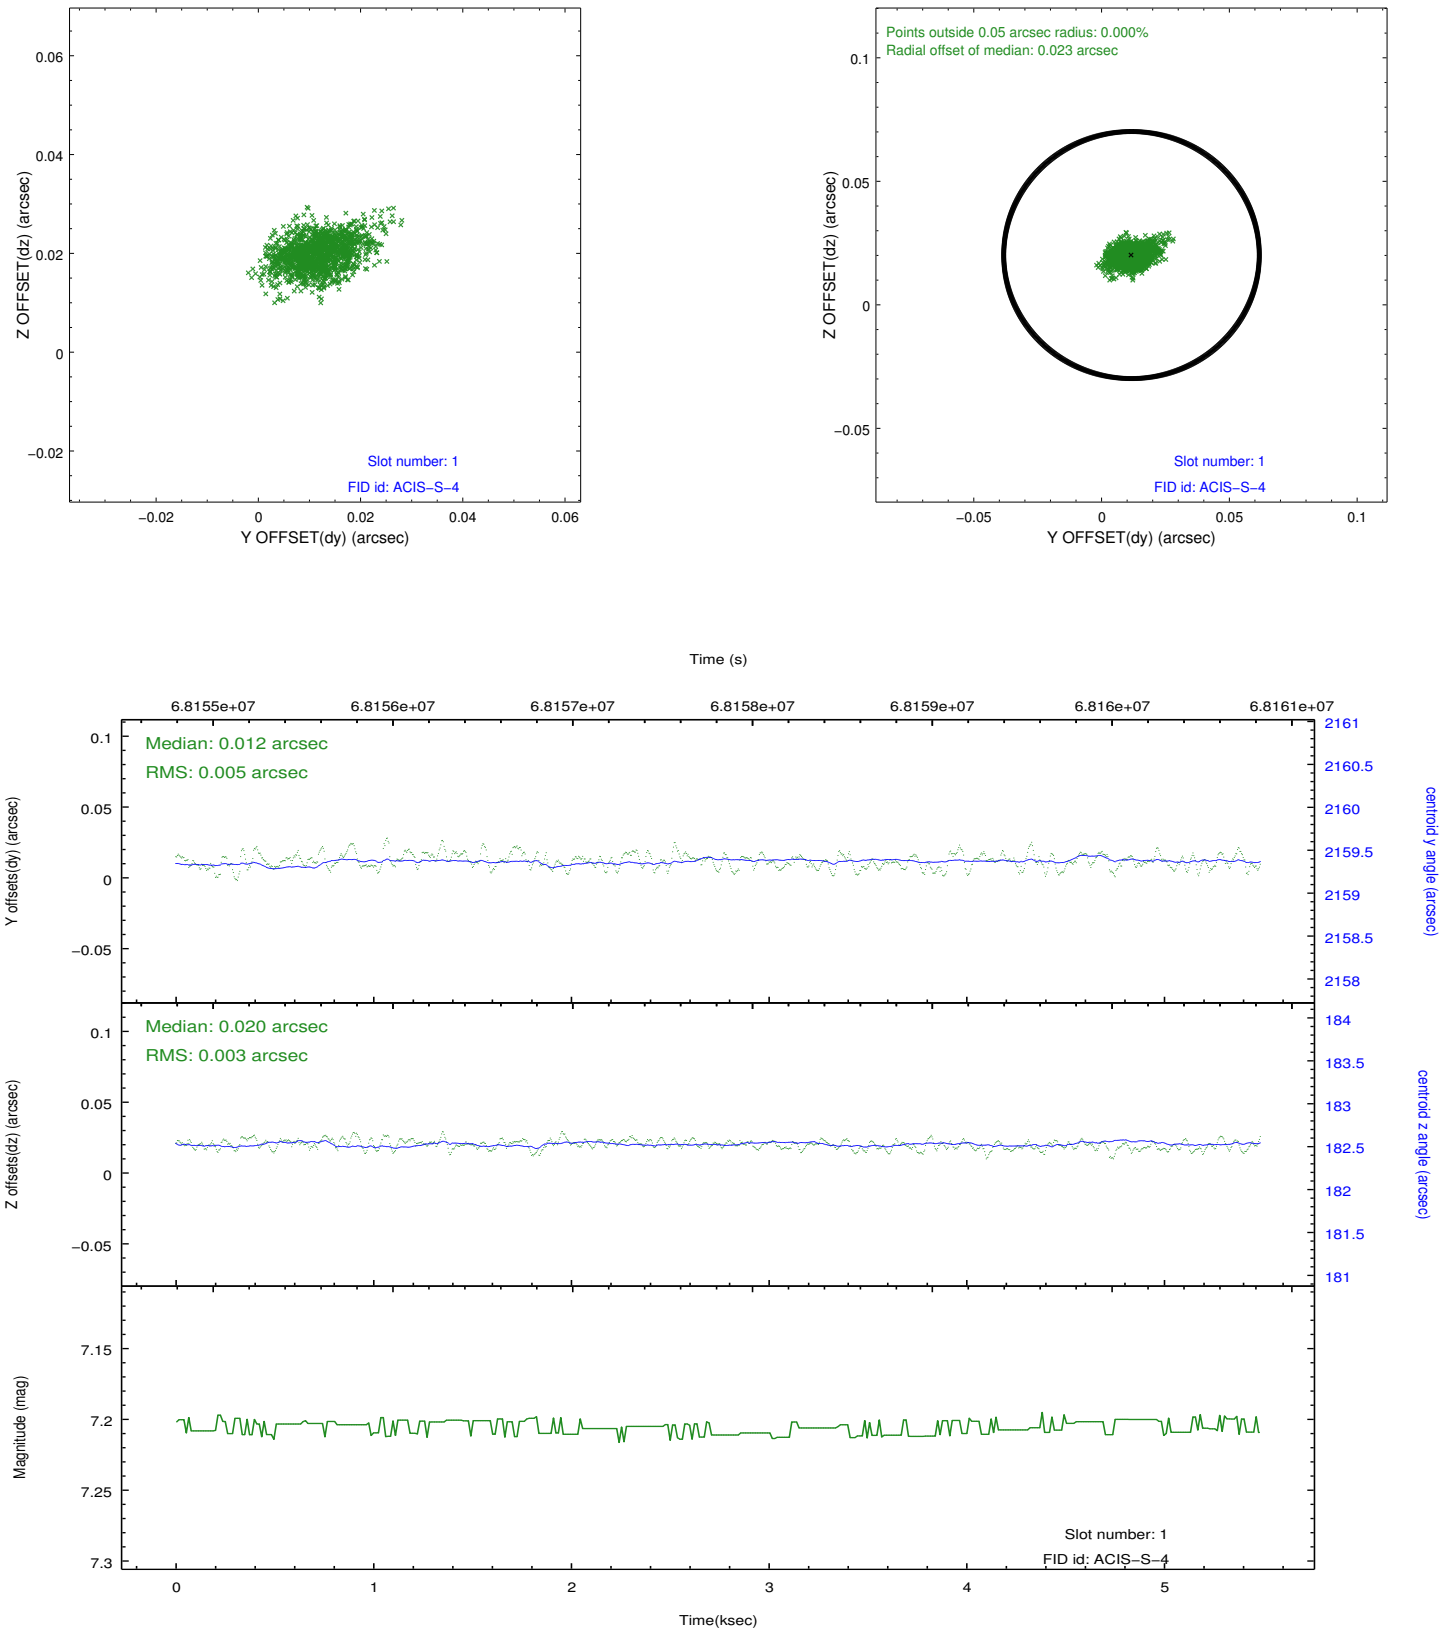 0.06
0.04
0.02
0
−0.02
Z OFFSET(dz) (arcsec)
Slot number: 1
FID id: ACIS−S−4
−0.02 0 0.02 0.04 0.06
Y OFFSET(dy) (arcsec)
Points outside 0.05 arcsec radius: 0.000%
Radial offset of median: 0.023 arcsec
0.1
0.05
0
−0.05
Z OFFSET(dz) (arcsec)
Slot number: 1
FID id: ACIS−S−4
−0.05 0 0.05 0.1
Y OFFSET(dy) (arcsec)
Time (s)
6.8155e+07 6.8156e+07 6.8157e+07 6.8158e+07 6.8159e+07 6.816e+07 6.8161e+07
Median: 0.012 arcsec
RMS: 0.005 arcsec
0.1
0.05
0
−0.05
Y offsets(dy) (arcsec)
2161
2160.5
2160
2159.5
2159
2158.5
2158
centroid y angle (arcsec)
Median: 0.020 arcsec
RMS: 0.003 arcsec
0.1
0.05
0
−0.05
Z offsets(dz) (arcsec)
184
183.5
183
182.5
182
181.5
181
centroid z angle (arcsec)
7.15
7.2
7.25
7.3
Magnitude (mag)
Slot number: 1
FID id: ACIS−S−4
0 1 2 3 4 5
Time(ksec)